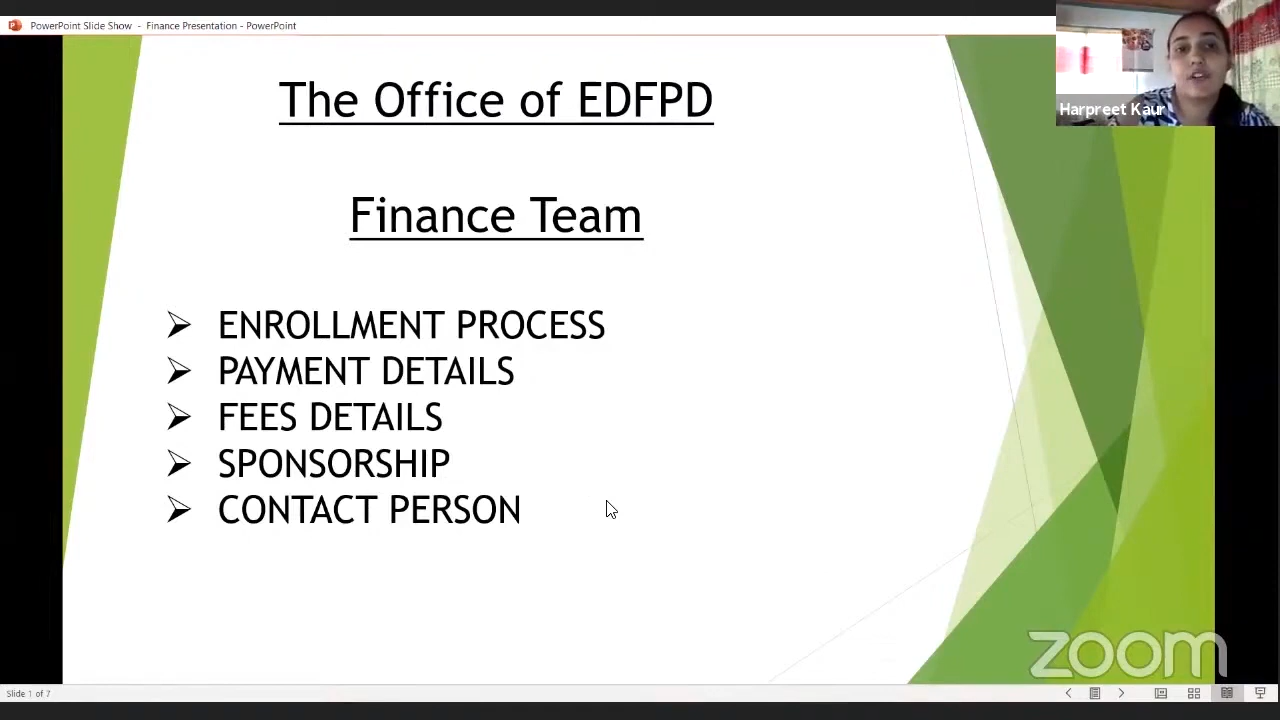 PowerPoint Slide Show - Finance Presentation - PowerPoint
The Office of EDFPD
Harpreet Kaur
Finance Team
ENROLLMENT PROCESS
PAYMENT DETAILS
FEES DETAILS
SPONSORSHIP
CONTACT PERSON
zoom
Slide 1 of 7